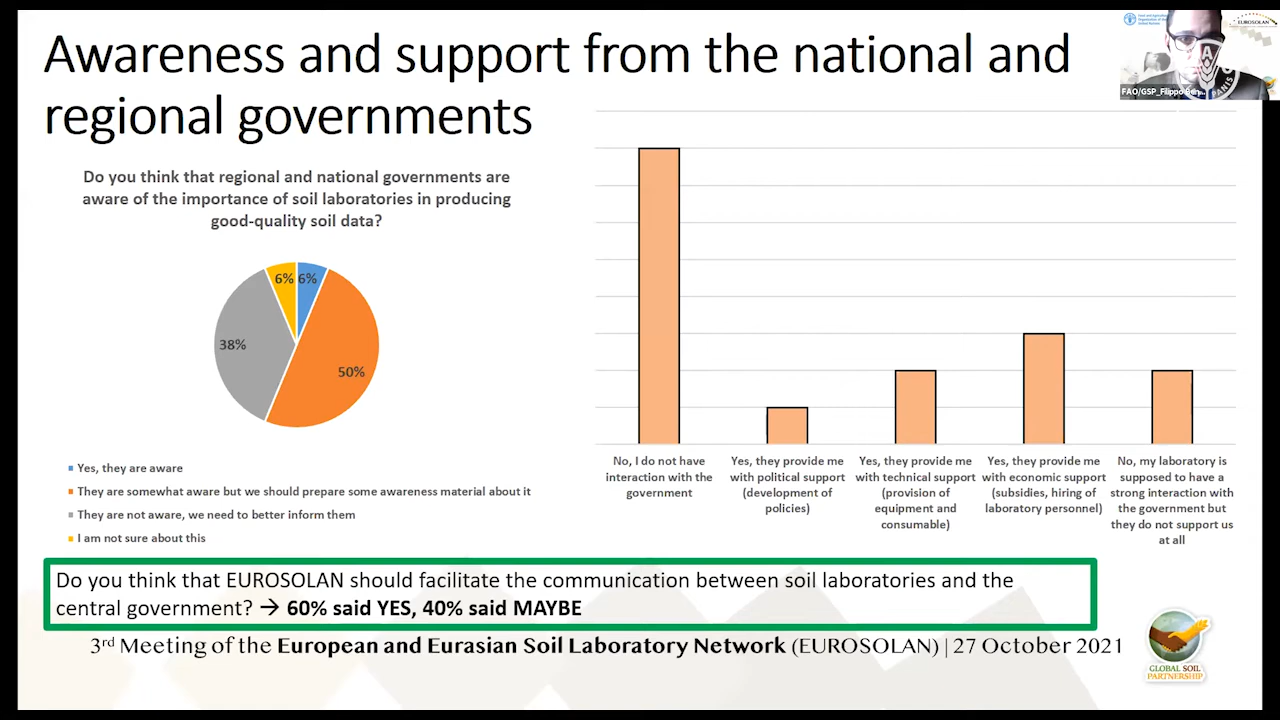 Awareness and support from the national and
regional governments
Food and Agriculture
Organization of the
United Nations
EUROSOLAN
FAO/GSP_Filippo Ben...
Do you think that regional and national governments are
aware of the importance of soil laboratories in producing
good-quality soil data?
6%
6%
38%
50%
Yes, they are aware
They are somewhat aware but we should prepare some awareness material about it
They are not aware, we need to better inform them
I am not sure about this
No, I do not have
interaction with the
government
Yes, they provide me
with political support
(development of
policies)
Yes, they provide me
with technical support
(provision of
equipment and
consumable)
Yes, they provide me
with economic support
(subsidies, hiring of
laboratory personnel)
No, my laboratory is
supposed to have a
strong interaction with
the government but
they do not support us
at all
Do you think that EUROSOLAN should facilitate the communication between soil laboratories and the
central government? → 60% said YES, 40% said MAYBE
3rd Meeting of the European and Eurasian Soil Laboratory Network (EUROSOLAN) | 27 October 2021
GLOBAL SOIL
PARTNERSHIP